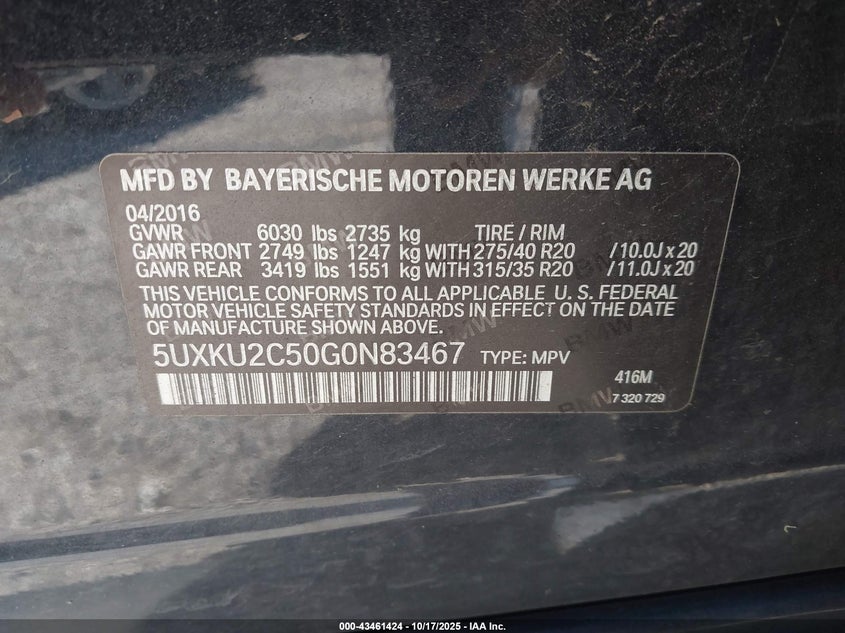 MFD BY BAYERISCHE MOTOREN WERKE AG
04/2016
GVWR 6030 lbs 2735 kg TIRE / RIM
GAWR FRONT 2749 lbs 1247 kg WITH 275/40 R20 /10.0J x 20
GAWR REAR 3419 lbs 1551 kg WITH 315/35 R20 /11.0J x 20
THIS VEHICLE CONFORMS TO ALL APPLICABLE U. S. FEDERAL
MOTOR VEHICLE SAFETY STANDARDS IN EFFECT ON THE DATE
OF MANUFACTURE SHOWN ABOVE.
5UXKU2C50G0N83467 TYPE: MPV
416M
7 320 729
000-43461424 | 10/17/2025 - IAA Inc.